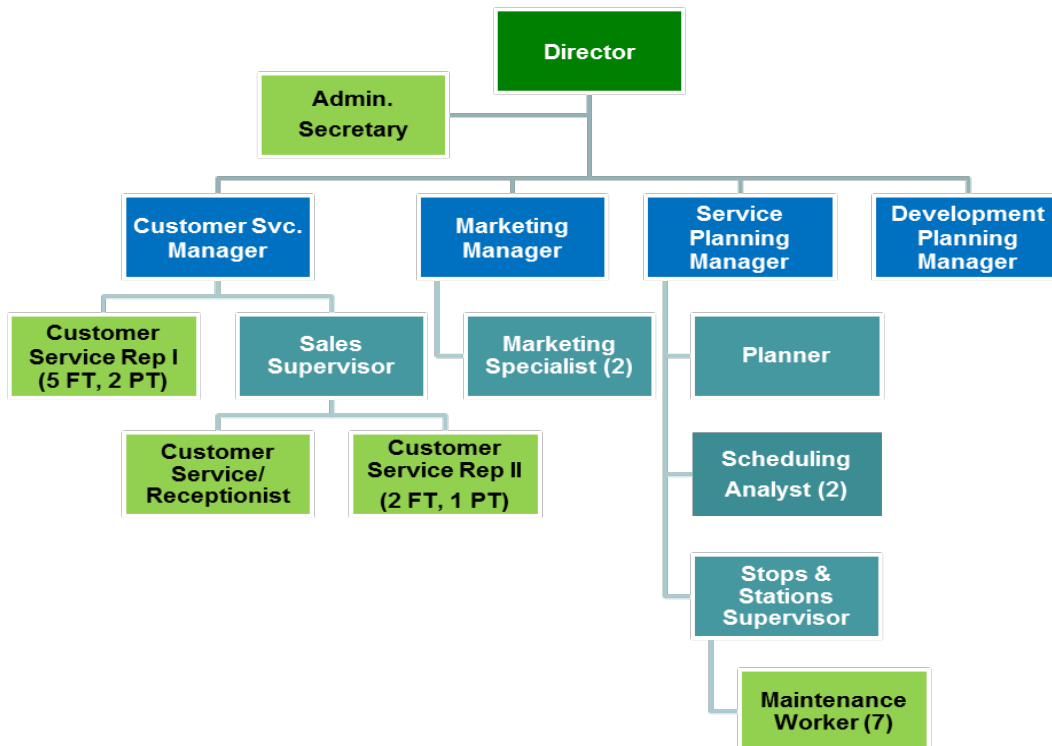 Director
Admin.
Secretary
Customer Svc.
Manager
Marketing
Manager
Service
Planning
Manager
Development
Planning
Manager
Customer
Service Rep I
(5 FT, 2 PT)
Sales
Supervisor
Marketing
Specialist (2)
Planner
Customer
Service/
Receptionist
Customer
Service Rep II
(2 FT, 1 PT)
Scheduling
Analyst (2)
Stops &
Stations
Supervisor
Maintenance
Worker (7)